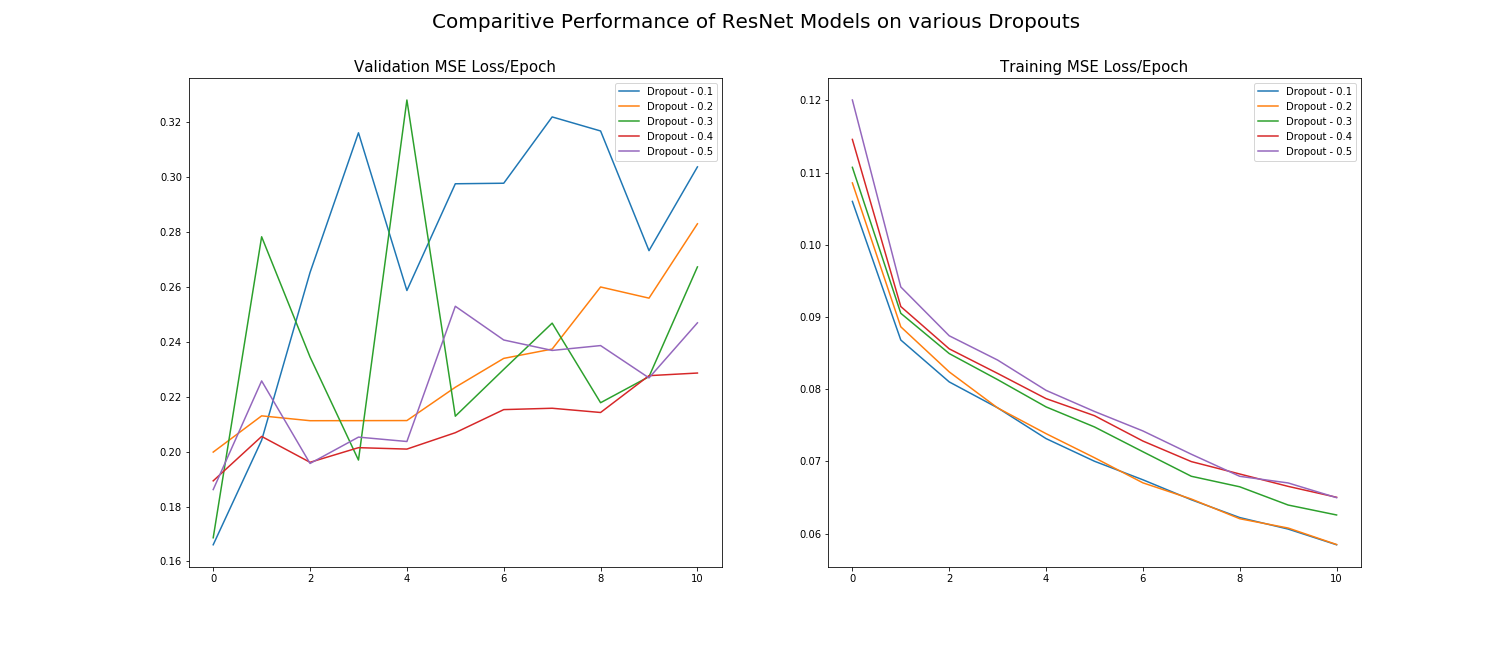 Comparitive Performance of ResNet Models on various Dropouts
Validation MSE Loss/Epoch
Dropout - 0.1
Dropout - 0.2
Dropout - 0.3
Dropout - 0.4
Dropout - 0.5
0.32
0.30
0.28
0.26
0.24
0.22
0.20
0.18
0.16
0 2 4 6 8 10
Training MSE Loss/Epoch
Dropout - 0.1
Dropout - 0.2
Dropout - 0.3
Dropout - 0.4
Dropout - 0.5
0.12
0.11
0.10
0.09
0.08
0.07
0.06
0 2 4 6 8 10